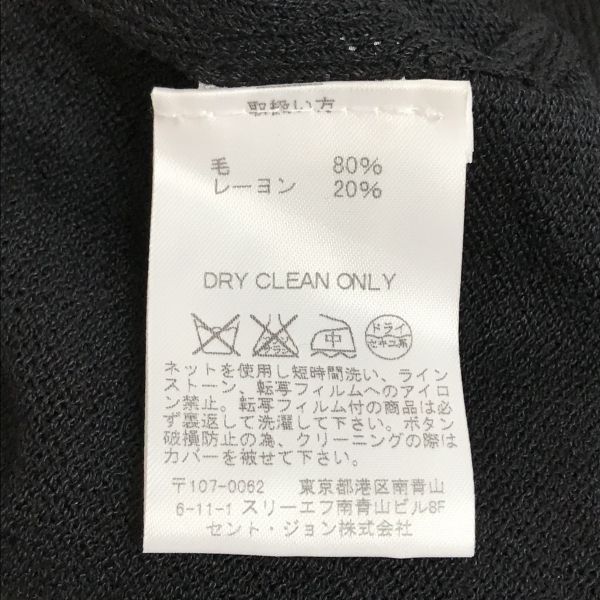 取扱い方
毛 80%
レーヨン 20%
DRY CLEAN ONLY
中 ドライ
セキユ系
ネットを使用し短時間洗い、ライン
ストーン、転写フィルムへのアイロ
ン禁止。転写フィルム付の商品は必
ず裏返して洗濯して下さい。ボタン
破損防止の為、クリーニングの際は
カバーを被せて下さい。
〒107-0062 東京都港区南青山
6-11-1 スリーエフ南青山ビル8F
セント・ジョン株式会社